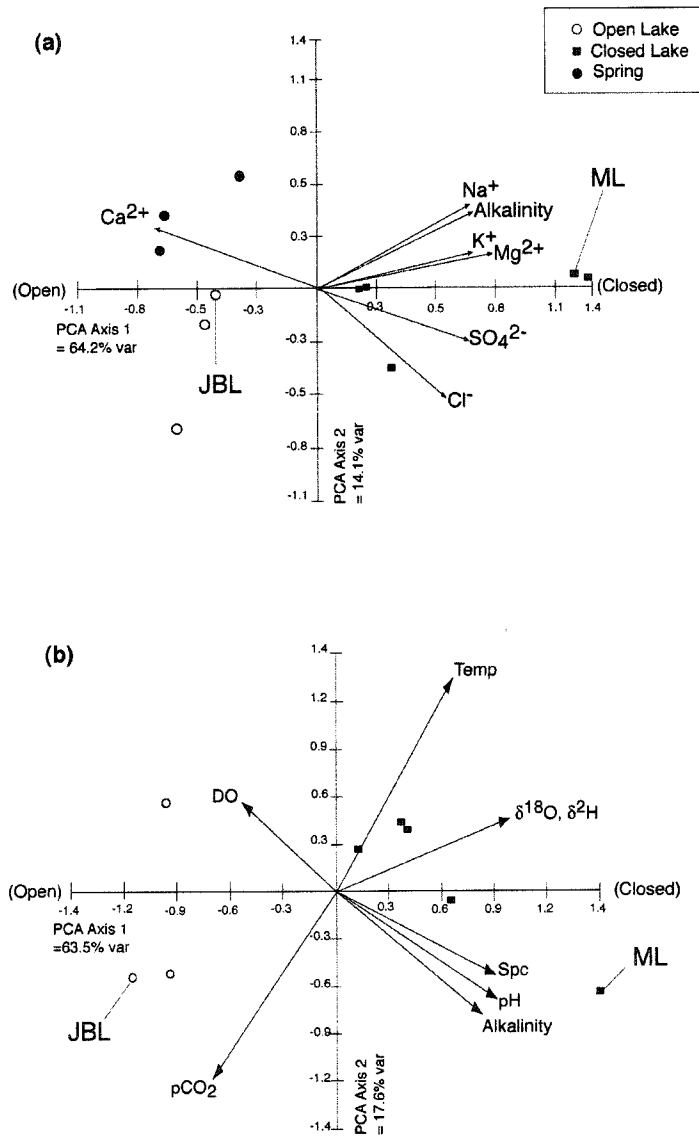 (a)
Open Lake
Closed Lake
Spring
1.4
1.1
0.8
0.5
0.3
-0.3
-0.5
-0.8
-1.1
Ca2+
Na+
Alkalinity
K+
Mg2+
ML
(Open)
(Closed)
-1.1 -0.8 -0.5 -0.3 0.3 0.5 0.8 1.1 1.4
PCA Axis 1
= 64.2% var
JBL
SO42-
Cl-
PCA Axis 2
= 14.1% var
(b)
1.4
1.2
0.9
0.6
0.3
-0.3
-0.6
-0.9
-1.2
-1.4
Temp
DO
δ18O, δ2H
(Open)
(Closed)
-1.4 -1.2 -0.9 -0.6 -0.3 0.3 0.6 0.9 1.2 1.4
PCA Axis 1
=63.5% var
Spc
pH
Alkalinity
ML
JBL
pCO2
PCA Axis 2
= 17.6% var